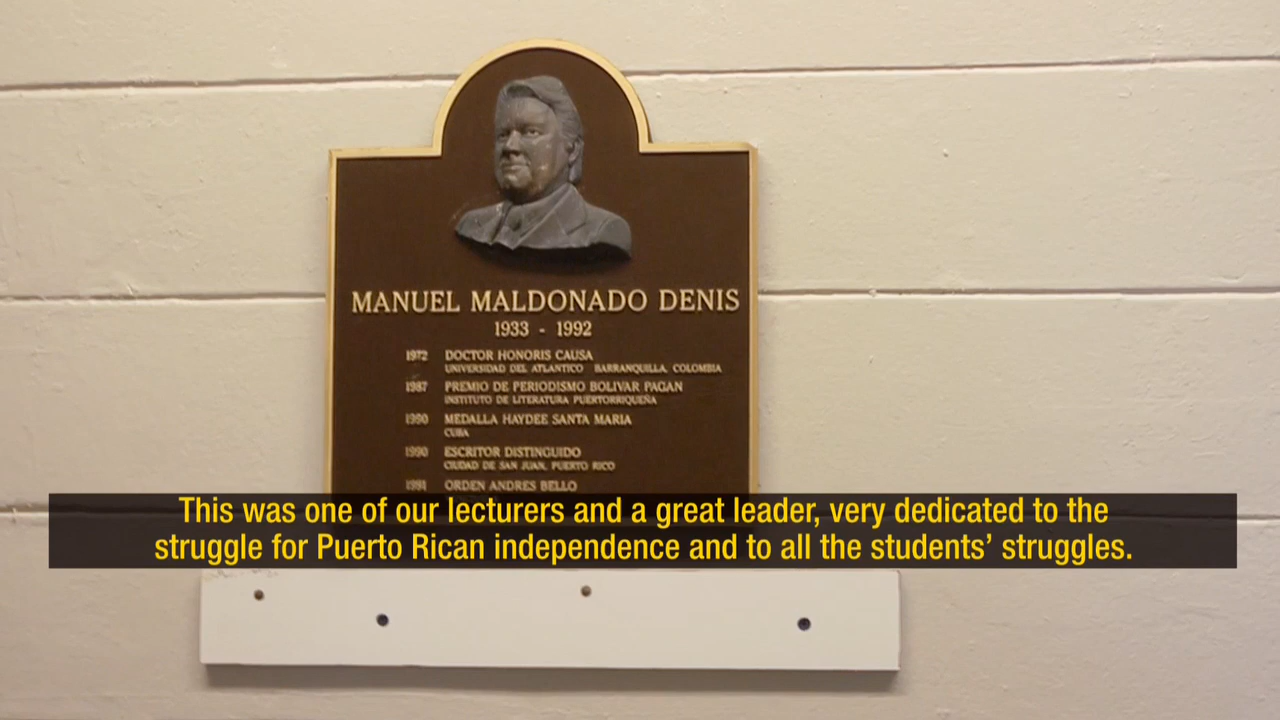 MANUEL MALDONADO DENIS
1933 - 1992
1972 DOCTOR HONORIS CAUSA
UNIVERSIDAD DEL ATLANTICO BARRANQUILLA, COLOMBIA
1987 PREMIO DE PERIODISMO BOLIVAR PAGAN
INSTITUTO DE LITERATURA PUERTORRIQUEÑA
1990 MEDALLA HAYDEE SANTA MARIA
CUBA
1990 ESCRITOR DISTINGUIDO
CIUDAD DE SAN JUAN, PUERTO RICO
1991 ORDEN ANDRES BELLO
This was one of our lecturers and a great leader, very dedicated to the
struggle for Puerto Rican independence and to all the students’ struggles.